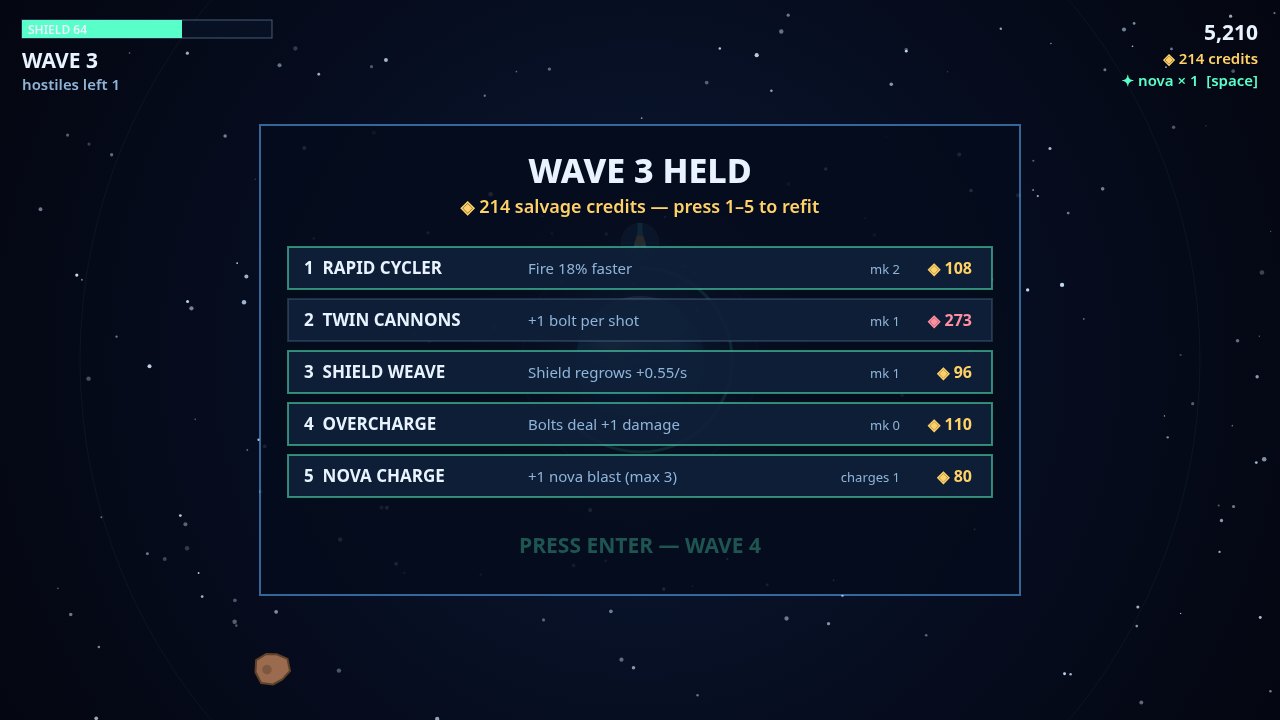 SHIELD 64
WAVE 3
hostiles left 1
5,210
◈ 214 credits
✦ nova × 1 [space]
WAVE 3 HELD
◈ 214 salvage credits — press 1–5 to refit
1 RAPID CYCLER Fire 18% faster mk 2 ◈ 108
2 TWIN CANNONS +1 bolt per shot mk 1 ◈ 273
3 SHIELD WEAVE Shield regrows +0.55/s mk 1 ◈ 96
4 OVERCHARGE Bolts deal +1 damage mk 0 ◈ 110
5 NOVA CHARGE +1 nova blast (max 3) charges 1 ◈ 80
PRESS ENTER — WAVE 4